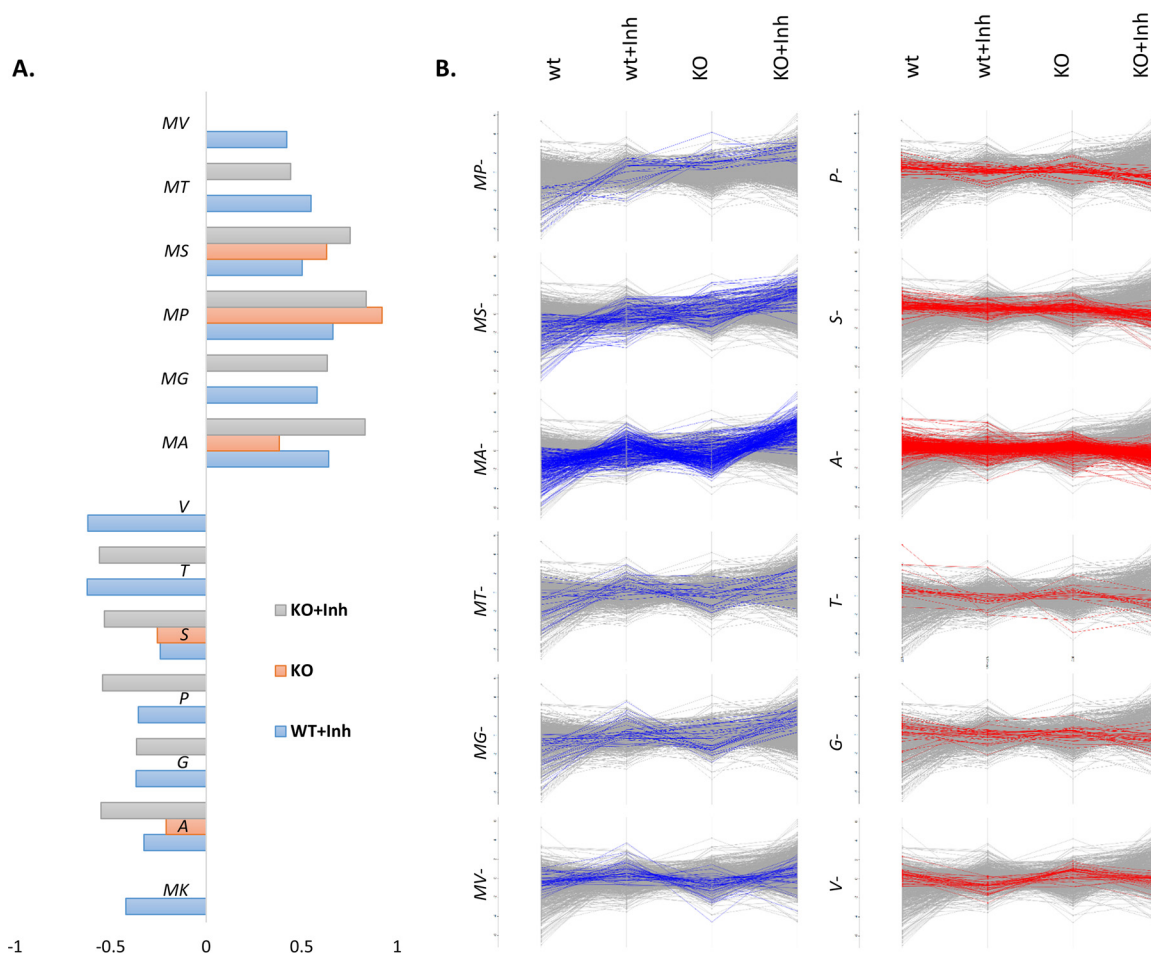 A.
MV
MT
MS
MP
MG
MA
V
T
S
P
G
A
MK
KO+Inh
KO
WT+Inh
-1 -0.5 0 0.5 1
B.
wt wt+Inh KO KO+Inh wt wt+Inh KO KO+Inh
MP- P-
MS- S-
MA- A-
MT- T-
MG- G-
MV- V-